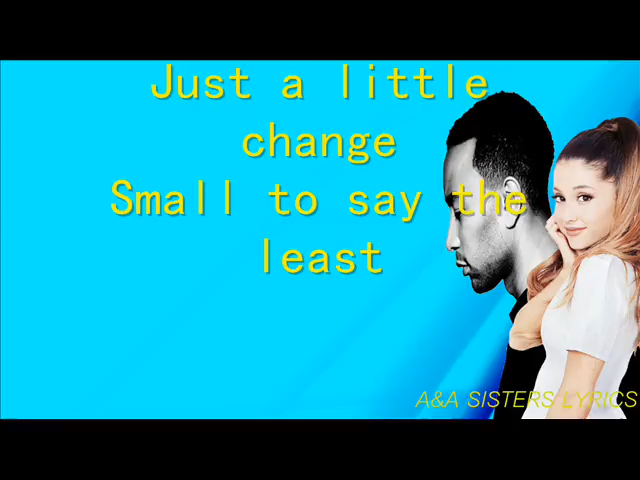 Just a little
change
Small to say the
least
A&A SISTERS LYRICS